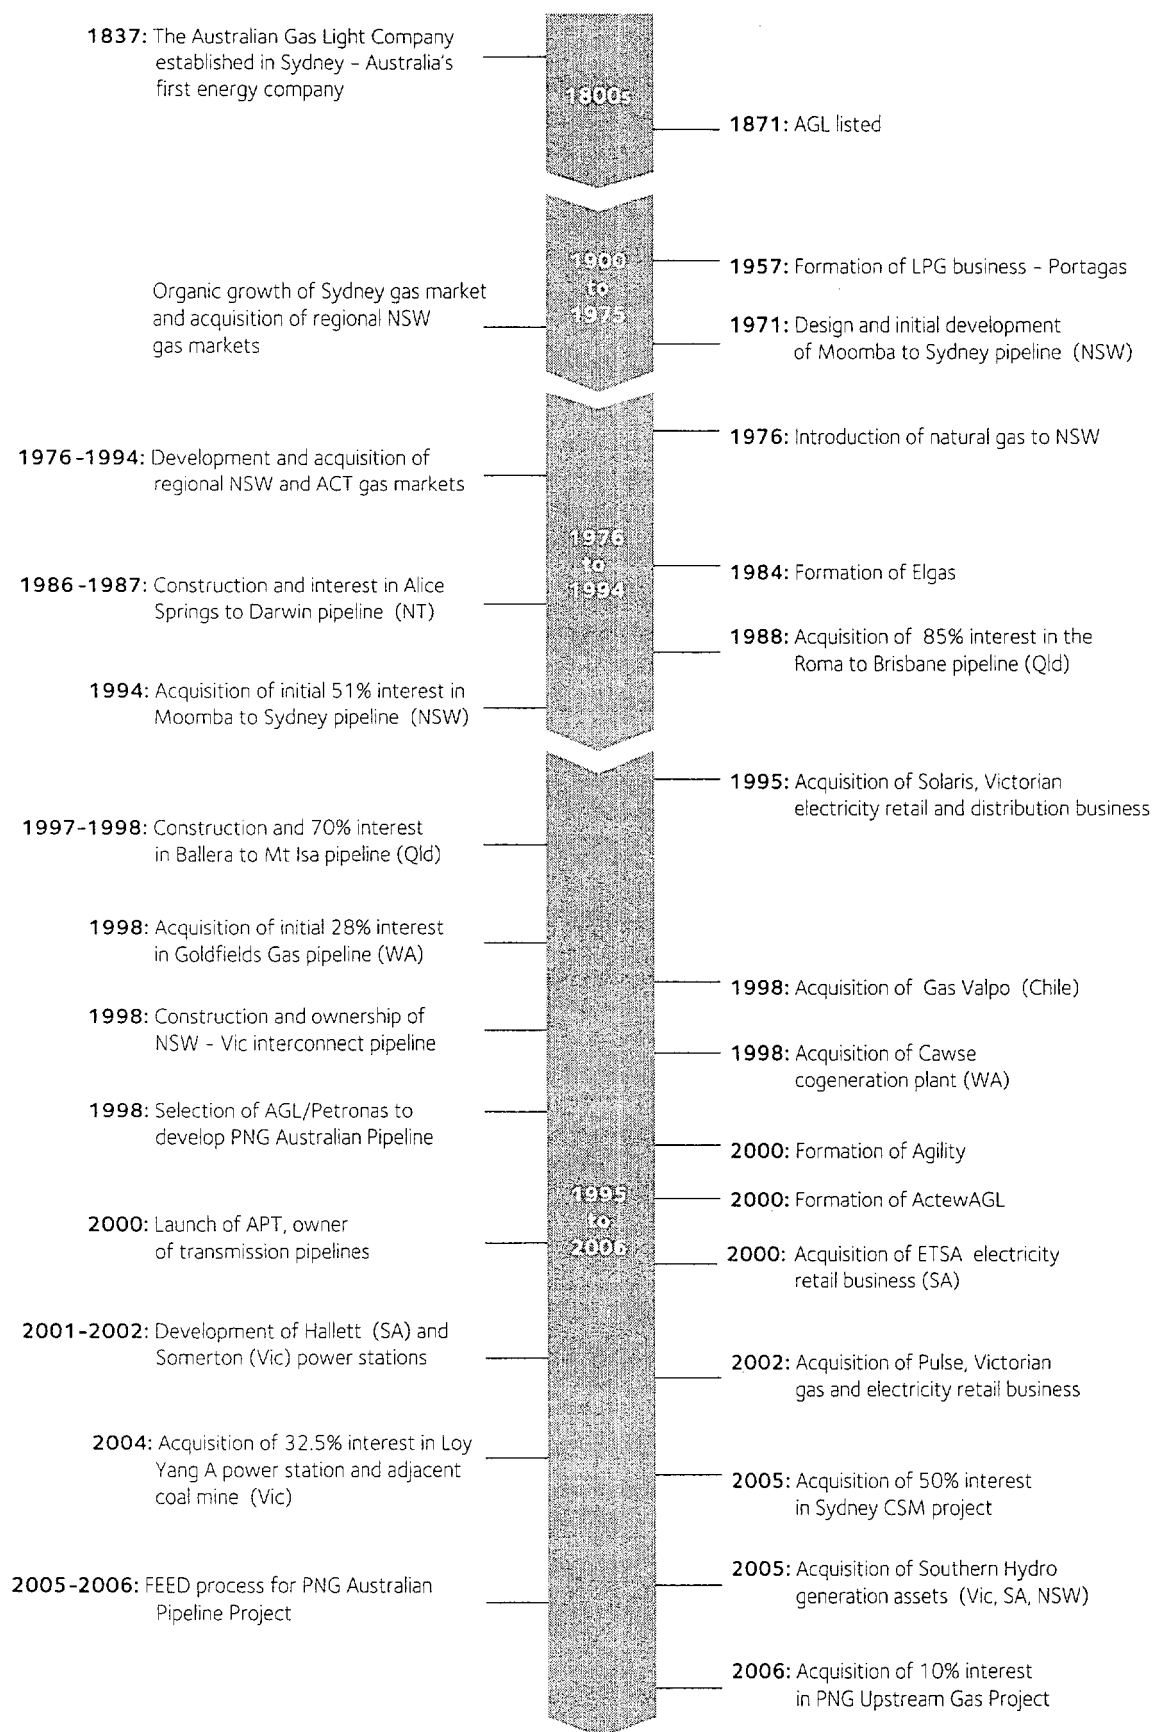 1837: The Australian Gas Light Company
established in Sydney – Australia's
first energy company
1800s
1871: AGL listed
1900
to
1975
1957: Formation of LPG business – Portagas
Organic growth of Sydney gas market
and acquisition of regional NSW
gas markets
1971: Design and initial development
of Moomba to Sydney pipeline (NSW)
1976: Introduction of natural gas to NSW
1976-1994: Development and acquisition of
regional NSW and ACT gas markets
1976
to
1994
1984: Formation of Elgas
1986-1987: Construction and interest in Alice
Springs to Darwin pipeline (NT)
1988: Acquisition of 85% interest in the
Roma to Brisbane pipeline (Qld)
1994: Acquisition of initial 51% interest in
Moomba to Sydney pipeline (NSW)
1995: Acquisition of Solaris, Victorian
electricity retail and distribution business
1997-1998: Construction and 70% interest
in Ballera to Mt Isa pipeline (Qld)
1998: Acquisition of initial 28% interest
in Goldfields Gas pipeline (WA)
1998: Acquisition of Gas Valpo (Chile)
1998: Construction and ownership of
NSW – Vic interconnect pipeline
1998: Acquisition of Cawse
cogeneration plant (WA)
1998: Selection of AGL/Petronas to
develop PNG Australian Pipeline
2000: Formation of Agility
1995
to
2006
2000: Formation of ActewAGL
2000: Launch of APT, owner
of transmission pipelines
2000: Acquisition of ETSA electricity
retail business (SA)
2001-2002: Development of Hallett (SA) and
Somerton (Vic) power stations
2002: Acquisition of Pulse, Victorian
gas and electricity retail business
2004: Acquisition of 32.5% interest in Loy
Yang A power station and adjacent
coal mine (Vic)
2005: Acquisition of 50% interest
in Sydney CSM project
2005: Acquisition of Southern Hydro
generation assets (Vic, SA, NSW)
2005-2006: FEED process for PNG Australian
Pipeline Project
2006: Acquisition of 10% interest
in PNG Upstream Gas Project